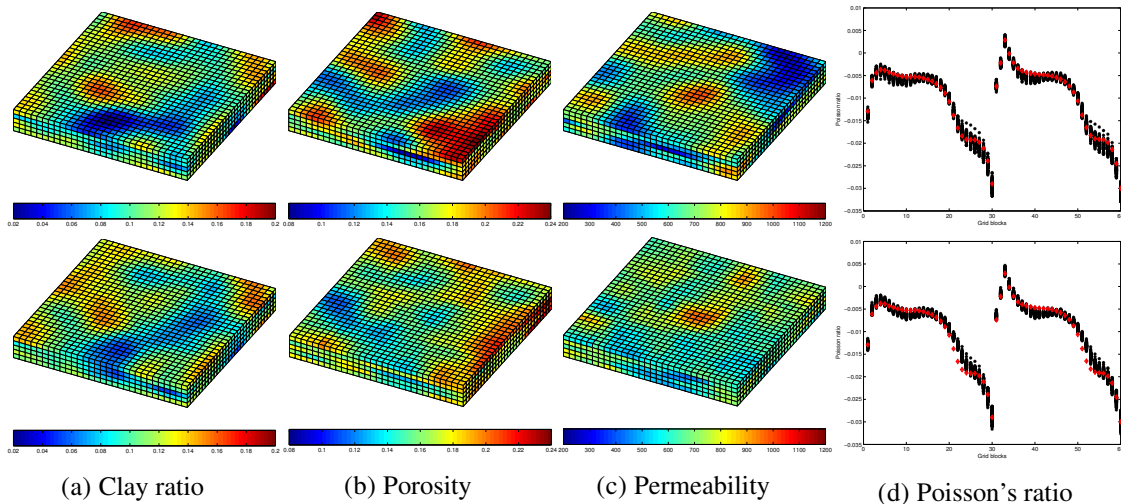 0.02 0.04 0.06 0.08 0.1 0.12 0.14 0.16 0.18 0.2
0.08 0.1 0.12 0.14 0.16 0.18 0.2 0.22 0.24
200 300 400 500 600 700 800 900 1000 1100 1200
0.01
0.005
0
−0.005
−0.01
−0.015
−0.02
−0.025
−0.03
−0.035
Poisson ratio
0 10 20 30 40 50 60
Grid blocks
0.02 0.04 0.06 0.08 0.1 0.12 0.14 0.16 0.18 0.2
0.08 0.1 0.12 0.14 0.16 0.18 0.2 0.22 0.24
200 300 400 500 600 700 800 900 1000 1100 1200
0.01
0.005
0
−0.005
−0.01
−0.015
−0.02
−0.025
−0.03
−0.035
Poisson ratio
0 10 20 30 40 50 60
Grid blocks
(a) Clay ratio
(b) Porosity
(c) Permeability
(d) Poisson's ratio